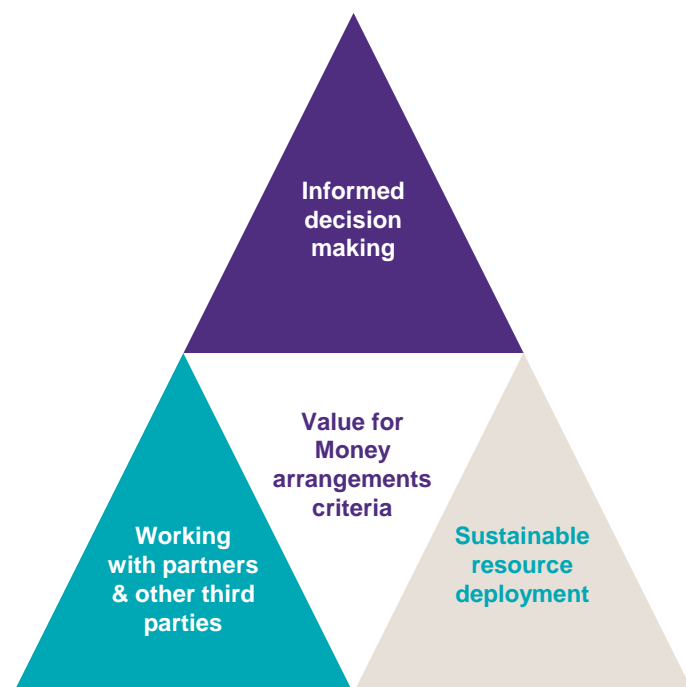 Informed
decision
making
Value for
Money
arrangements
criteria
Working
with partners
& other third
parties
Sustainable
resource
deployment